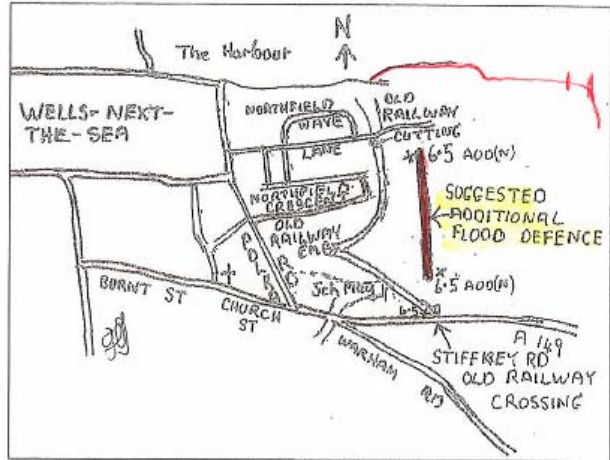 N
The Harbour
WELLS-NEXT-
THE-SEA
NORTHFIELD
WAYE
LANE
OLD
RAILWAY
CUTTING
6.5 AOD(N)
NORTHFIELD
CRESCENT
OLD
RAILWAY
EMB
SUGGESTED
ADDITIONAL
FLOOD DEFENCE
6.5 AOD(N)
POLKA
RD
BURNT ST
CHURCH
ST
WARHAM
RD
A 149
STIFFKEY RD
OLD RAILWAY
CROSSING